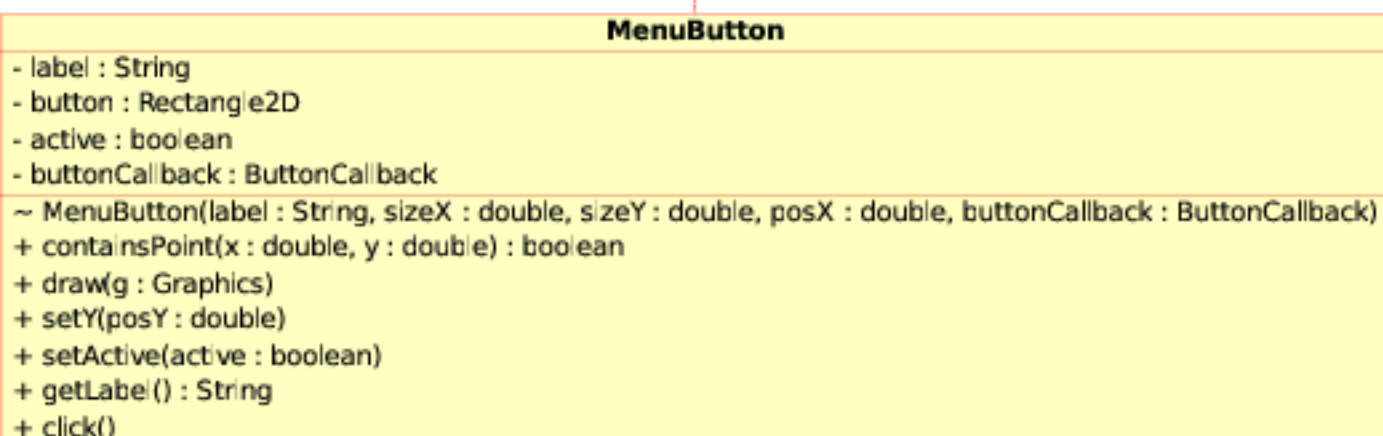 MenuButton
- label : String
- button : Rectangle2D
- active : boolean
- buttonCallback : ButtonCallback
~ MenuButton(label : String, sizeX : double, sizeY : double, posX : double, buttonCallback : ButtonCallback)
+ containsPoint(x : double, y : double) : boolean
+ draw(g : Graphics)
+ setY(posY : double)
+ setActive(active : boolean)
+ getLabel() : String
+ click()